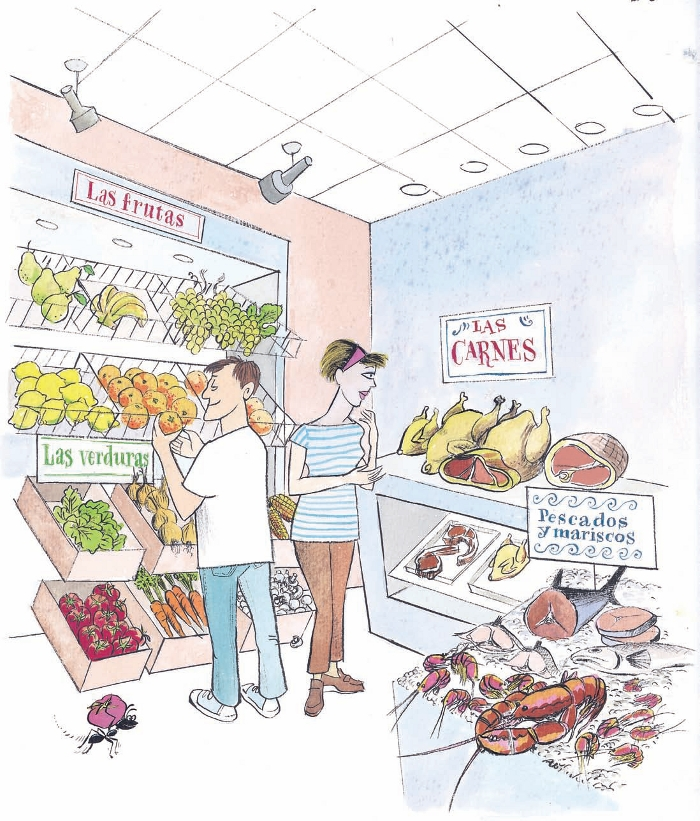 Las frutas
LAS
CARNES
Las verduras
Pescados
y mariscos